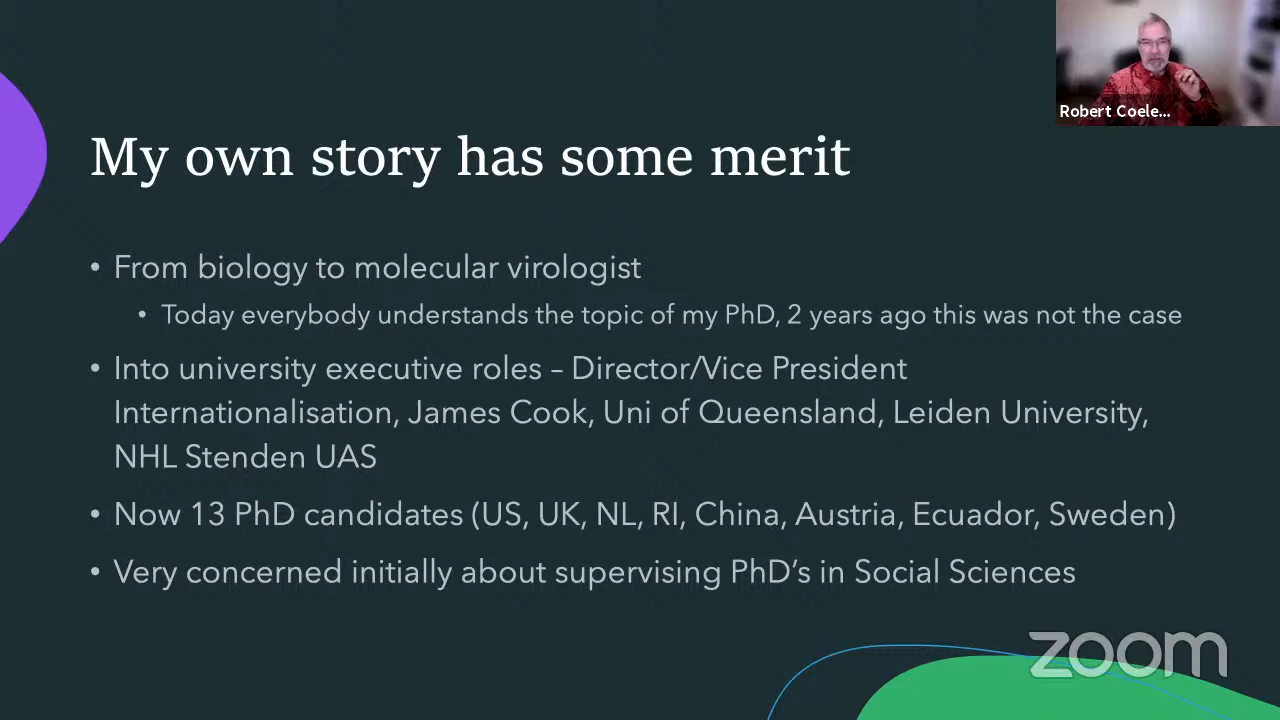 Robert Coele...
My own story has some merit
• From biology to molecular virologist
• Today everybody understands the topic of my PhD, 2 years ago this was not the case
• Into university executive roles – Director/Vice President
Internationalisation, James Cook, Uni of Queensland, Leiden University,
NHL Stenden UAS
• Now 13 PhD candidates (US, UK, NL, RI, China, Austria, Ecuador, Sweden)
• Very concerned initially about supervising PhD’s in Social Sciences
zoom